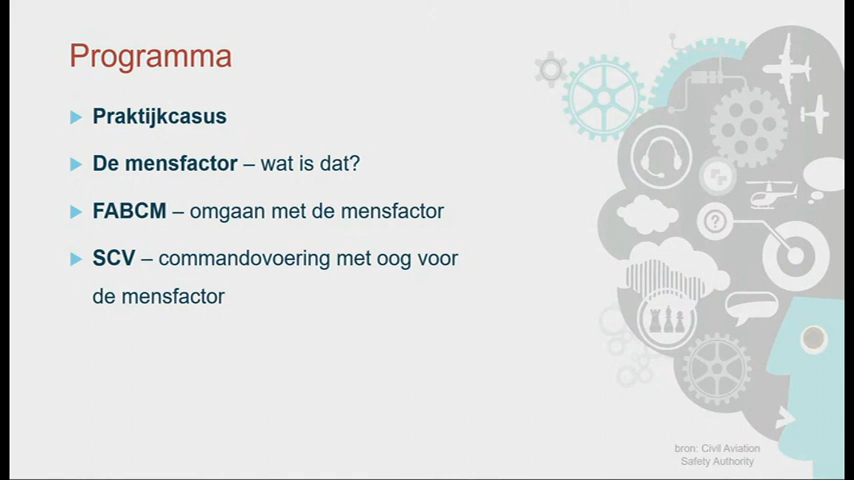 Programma
Praktijkcasus
De mensfactor – wat is dat?
FABCM – omgaan met de mensfactor
SCV – commandovoering met oog voor
de mensfactor
?
bron: Civil Aviation
Safety Authority